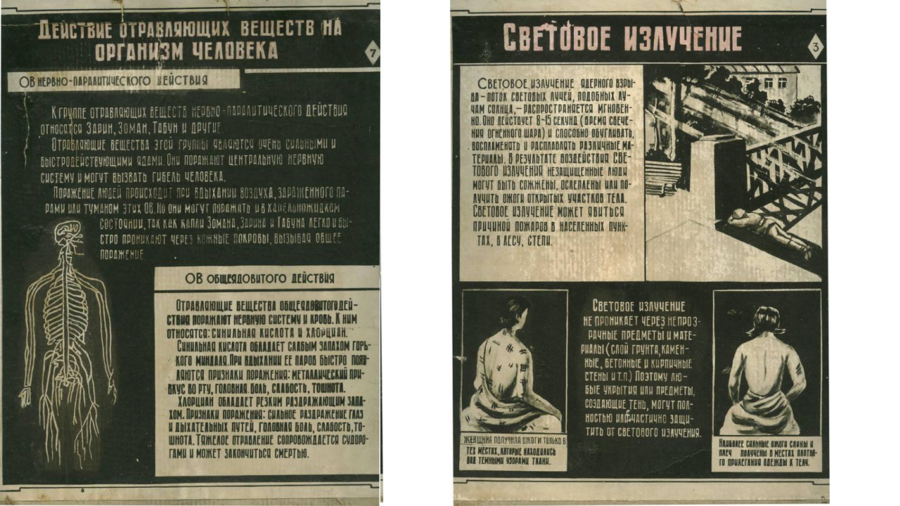 Действие отравляющих веществ на
организм человека
7
ОВ нервно-паралитического действия
К группе отравляющих веществ нервно-паралитического действия
относятся Зарин, Зоман, Табун и другие
Отравляющие вещества этой группы являются очень сильными и
быстродействующими ядами. Они поражают центральную нервную
систему и могут вызвать гибель человека.
Поражение людей происходит при вдыхании воздуха, зараженного па-
рами или туманом этих ОВ. Но они могут поражать и в капельножидком
состоянии, так как капли Зомана, Зарина и Табуна легко и бы-
стро проникают через кожные покровы, вызывая общее
поражение.
ОВ общеядовитого действия
Отравляющие вещества общеядовитого дей-
ствия поражают нервную систему и кровь. К ним
относятся: синильная кислота и хлорциан.
Синильная кислота обладает слабым запахом горь-
кого миндаля. При вдыхании ее паров быстро появ-
ляются признаки поражения: металлический при-
вкус во рту, головная боль, слабость, тошнота.
Хлорциан обладает резким раздражающим запа-
хом. Признаки поражения: сильное раздражение глаз
и дыхательных путей, головная боль, слабость, то-
шнота. Тяжелое отравление сопровождается судоро-
гами и может закончиться смертью.
Световое излучение
3
Световое излучение ядерного взры-
ва - поток световых лучей, подобных лу-
чам солнца, - распространяется мгновен-
но. Оно действует 8-15 секунд (время свече-
ния огненного шара) и способно обугливать,
воспламенять и расплавлять различные ма-
териалы. В результате воздействия све-
тового излучения незащищенные люди
могут быть сожжены, ослеплены или по-
лучить ожоги открытых участков тела.
Световое излучение может явиться
причиной пожаров в населенных пунк-
тах, в лесу, степи.
Световое излучение
не проникает через непроз-
рачные предметы и мате-
риалы (слой грунта, камен-
ные, бетонные и кирпичные
стены и т.п.) Поэтому лю-
бые укрытия или предметы,
создающие тень, могут пол-
ностью или частично защи-
тить от светового излучения.
Женщина получила ожоги только в
тех местах, которые находились
под темными узорами ткани.
Наиболее сильные ожоги спины и
плеч получены в местах плотно-
го прилегания одежды к телу.